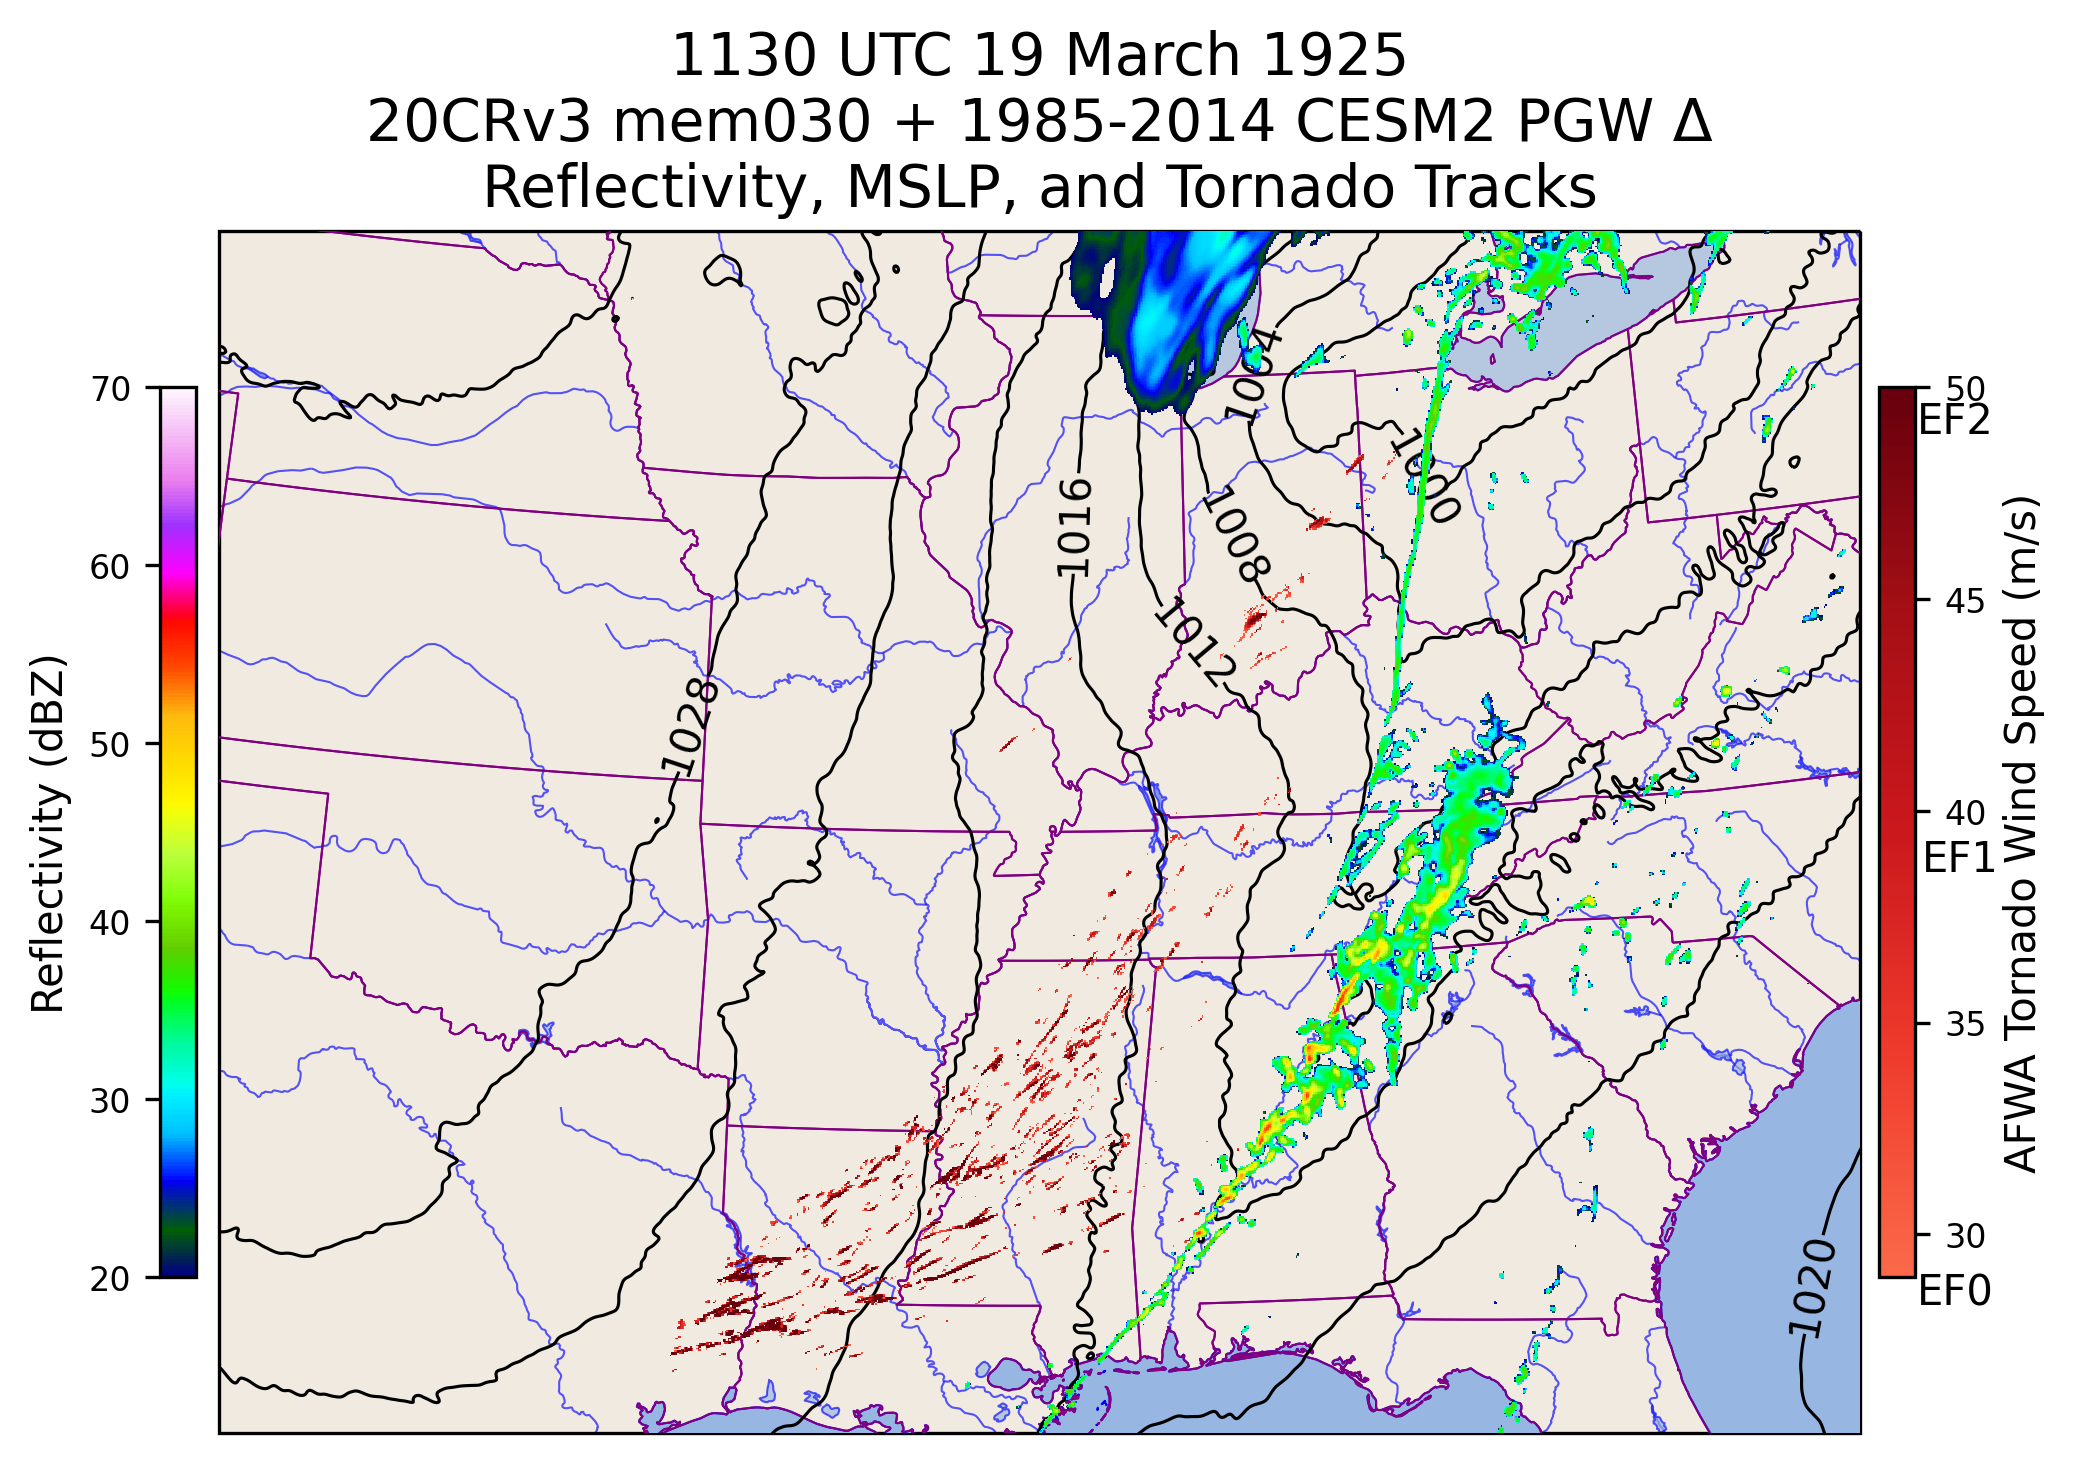 1130 UTC 19 March 1925
20CRv3 mem030 + 1985-2014 CESM2 PGW Δ
Reflectivity, MSLP, and Tornado Tracks
70
60
50
40
30
20
Reflectivity (dBZ)
1004
1000
1016
1008
1012
1028
1020
50
EF2
45
40
EF1
35
30
EF0
AFWA Tornado Wind Speed (m/s)